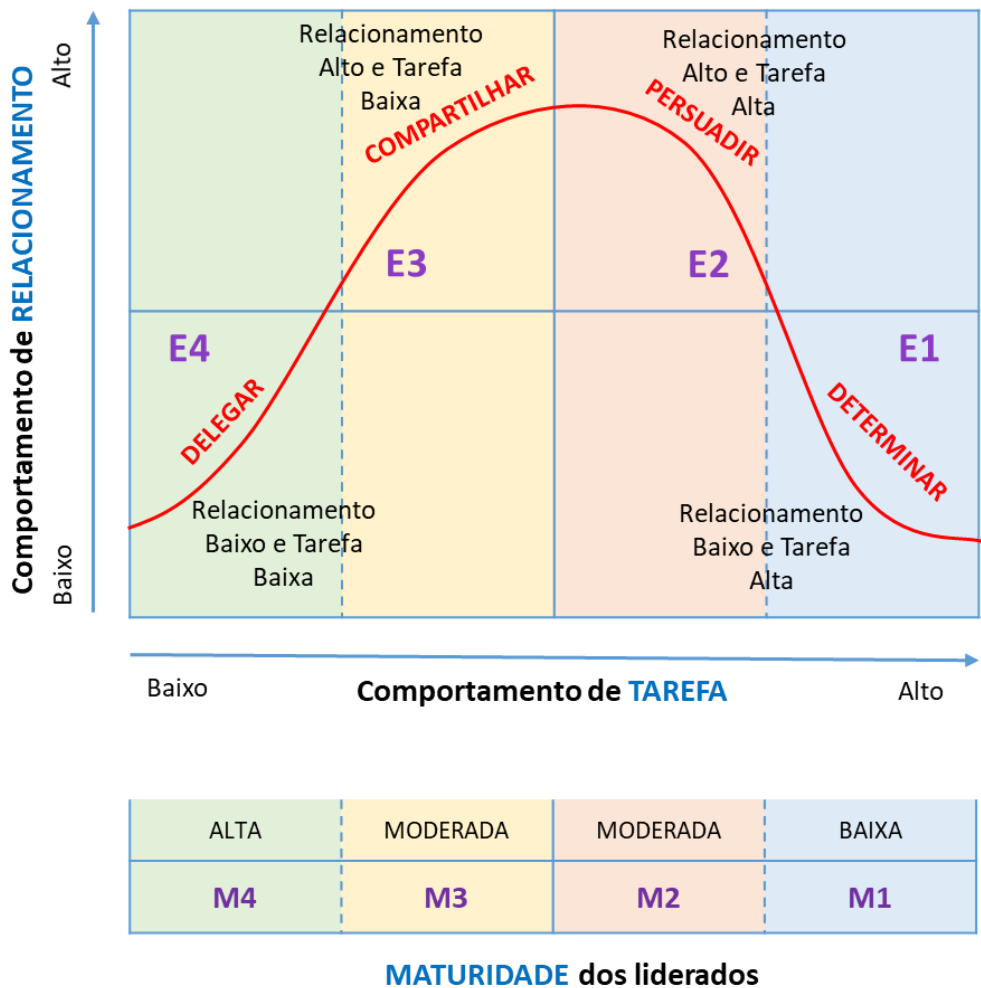 Comportamento de RELACIONAMENTO
Alto
Baixo
Relacionamento
Alto e Tarefa
Baixa
Relacionamento
Alto e Tarefa
Alta
COMPARTILHAR
PERSUADIR
E3
E2
E4
E1
DELEGAR
DETERMINAR
Relacionamento
Baixo e Tarefa
Baixa
Relacionamento
Baixo e Tarefa
Alta
Baixo
Comportamento de TAREFA
Alto
ALTA
MODERADA
MODERADA
BAIXA
M4
M3
M2
M1
MATURIDADE dos liderados